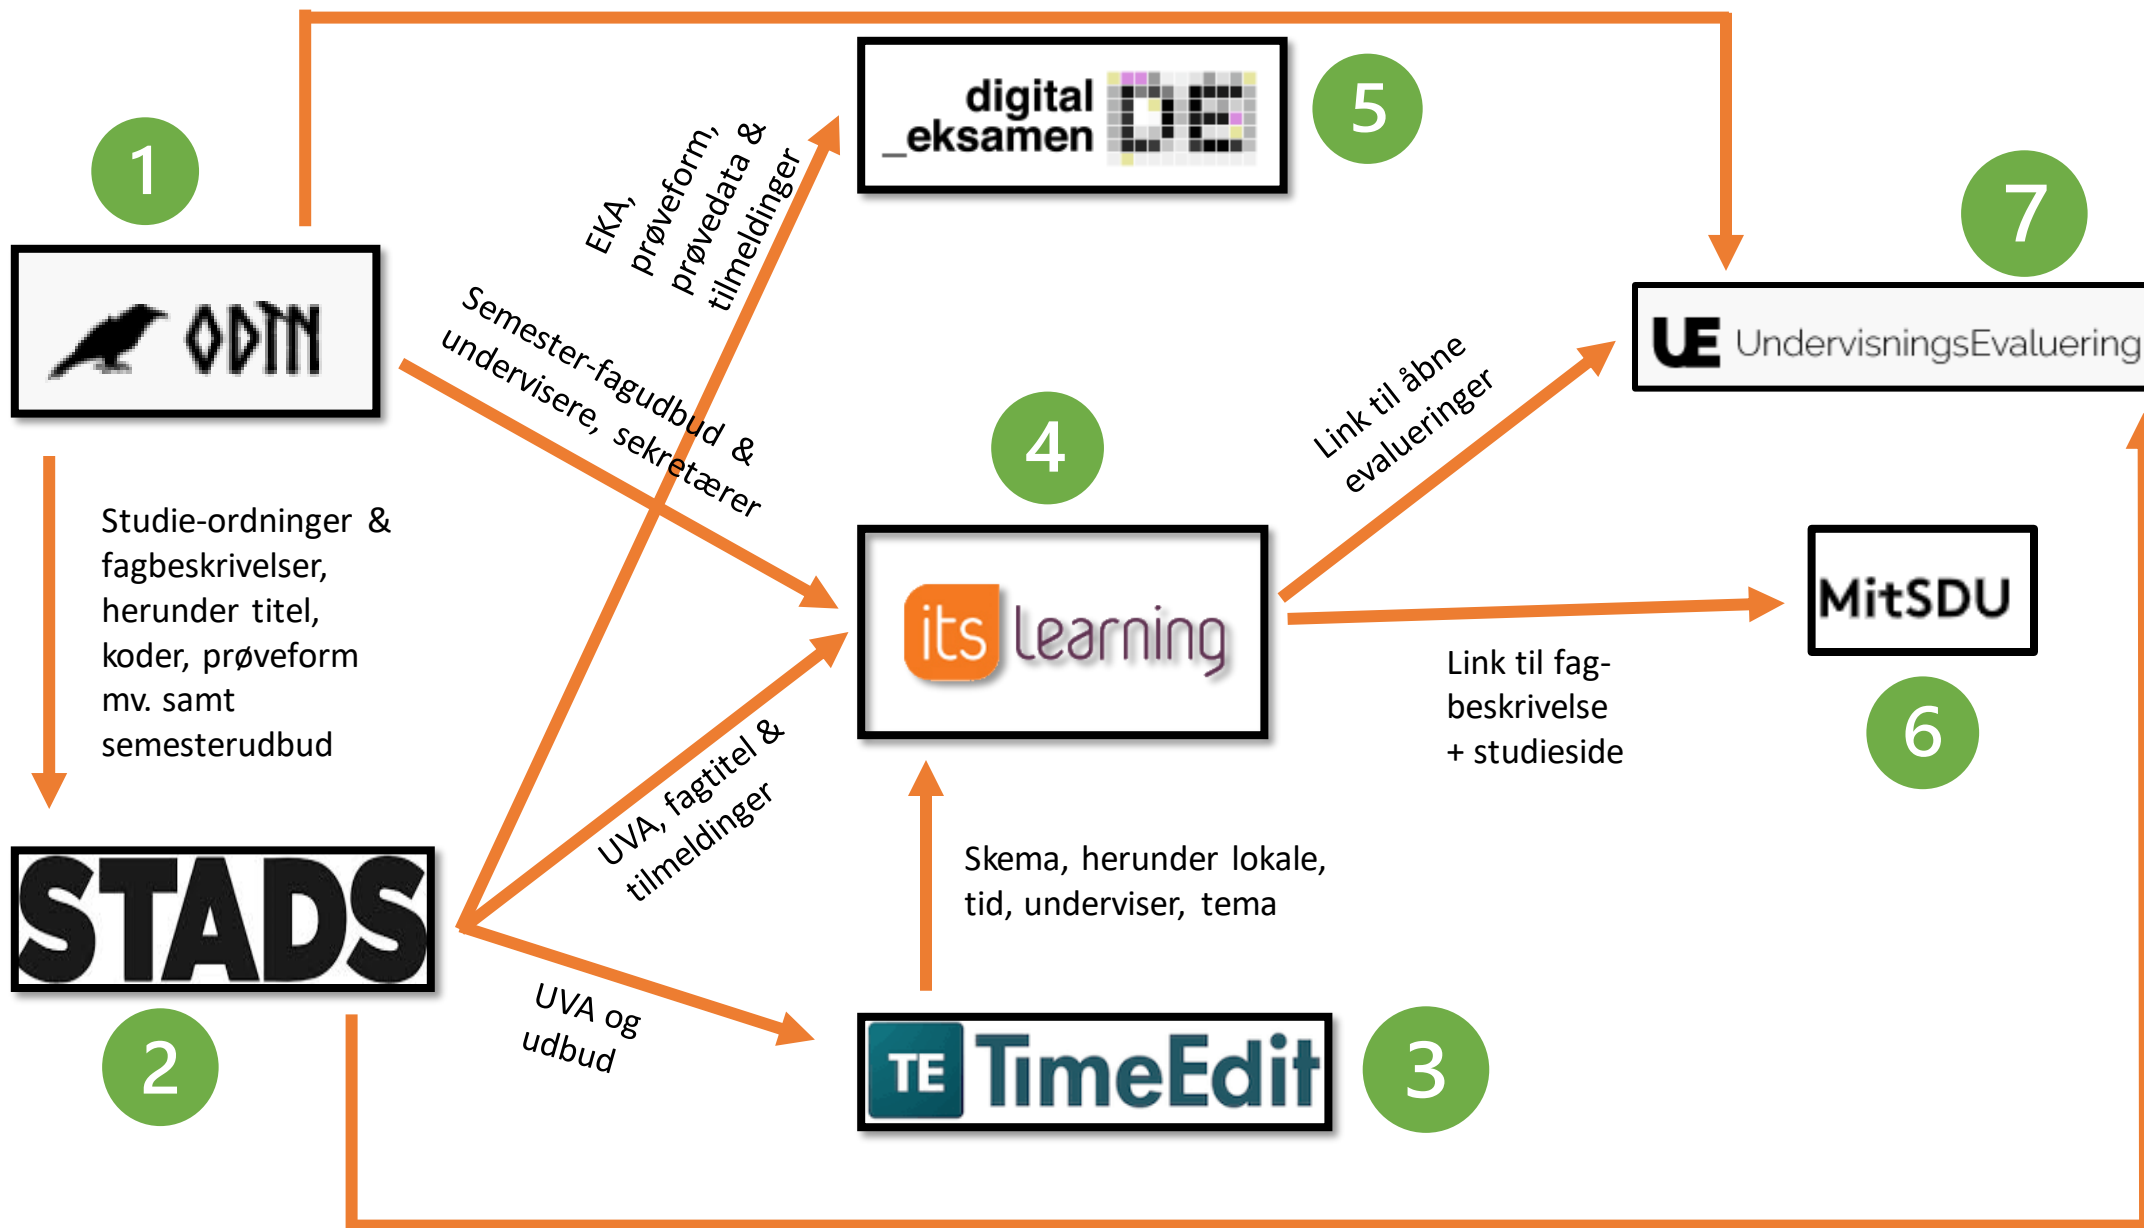 1
ODIN
Studie-ordninger &
fagbeskrivelser,
herunder titel,
koder, prøveform
mv. samt
semesterudbud
STADS
2
EKA,
prøveform,
prøvedata &
tilmeldinger
Semester-fagudbud &
undervisere, sekretærer
UVA, fagtitel &
tilmeldinger
UVA og
udbud
digital
_eksamen DE
5
4
its learning
Skema, herunder lokale,
tid, underviser, tema
TE TimeEdit
3
Link til åbne
evalueringer
7
UE UndervisningsEvaluering
MitSDU
Link til fag-
beskrivelse
+ studieside
6